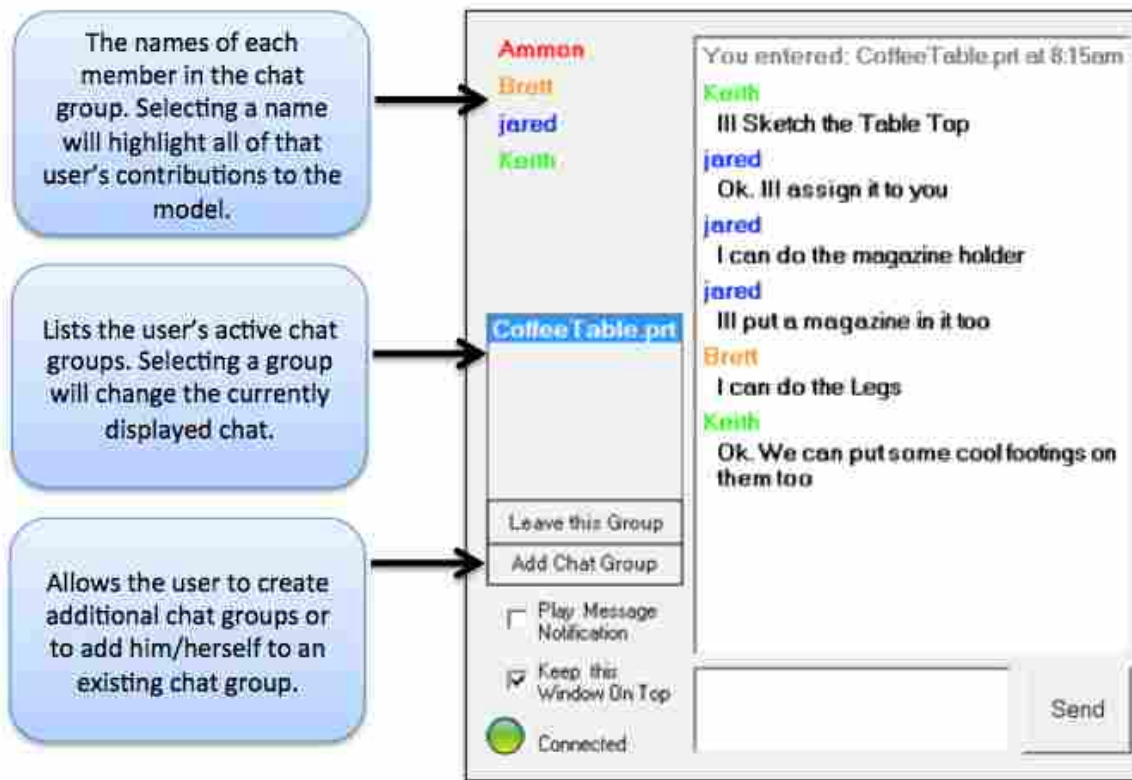 The names of each
member in the chat
group. Selecting a name
will highlight all of that
user's contributions to the
model.
Lists the user's active chat
groups. Selecting a group
will change the currently
displayed chat.
Allows the user to create
additional chat groups or
to add him/herself to an
existing chat group.
Ammon
Brett
jared
Keith
CoffeeTable.prt
Leave this Group
Add Chat Group
Play Message
Notification
Keep this
Window On Top
Connected
You entered: CoffeeTable.prt at 8:15am
Keith
Ill Sketch the Table Top
jared
Ok. Ill assign it to you
jared
I can do the magazine holder
jared
Ill put a magazine in it too
Brett
I can do the Legs
Keith
Ok. We can put some cool footings on
them too
Send